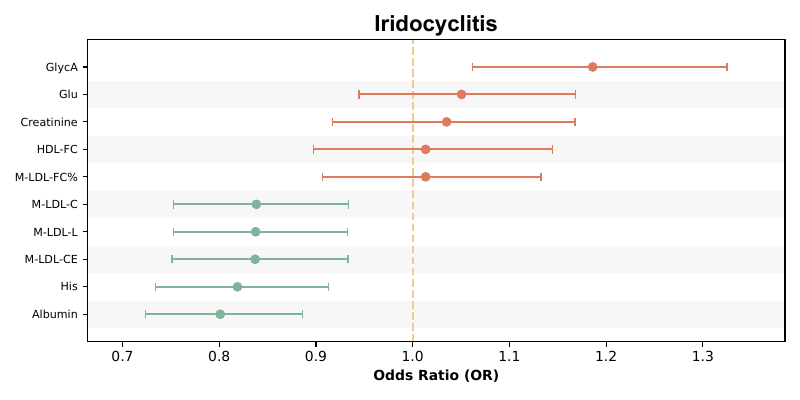 Iridocyclitis
GlycA
Glu
Creatinine
HDL-FC
M-LDL-FC%
M-LDL-C
M-LDL-L
M-LDL-CE
His
Albumin
0.7 0.8 0.9 1.0 1.1 1.2 1.3
Odds Ratio (OR)